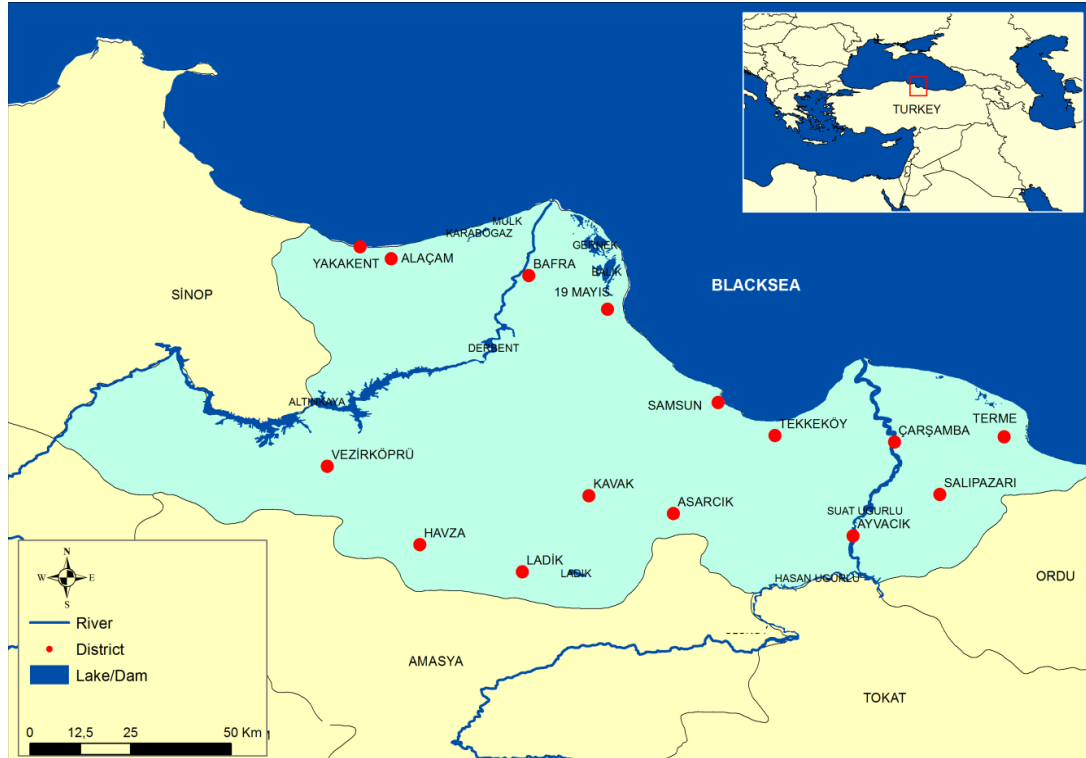 TURKEY
MULK
KARABOGAZ
GERNEK
YAKAKENT
ALAÇAM
BAFRA
BALIK
19 MAYIS
BLACKSEA
SİNOP
DERBENT
ALTINKAYA
SAMSUN
TEKKEKÖY
ÇARŞAMBA
TERME
VEZİRKÖPRÜ
KAVAK
ASARCIK
SALIPAZARI
SUAT UGURLU
AYVACIK
HAVZA
LADİK
LADIK
HASAN UGURLU
ORDU
AMASYA
TOKAT
N
W E
S
River
District
Lake/Dam
0 12,5 25 50 Km